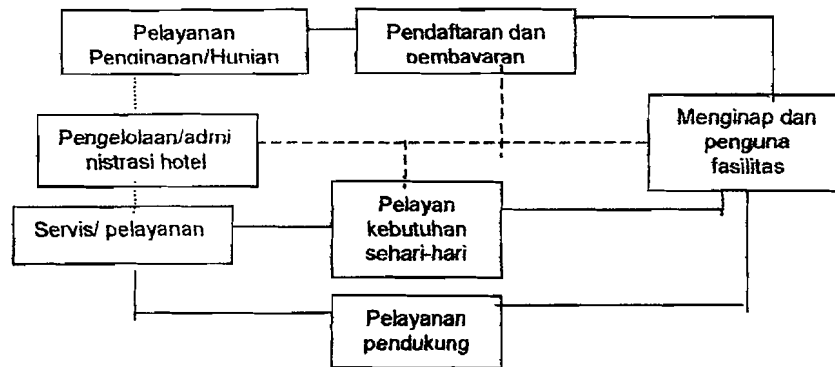 Pelayanan
Penginapan/Hunian
Pendaftaran dan
pembayaran
Pengelolaan/admi
nistrasi hotel
Menginap dan
penguna
fasilitas
Servis/ pelayanan
Pelayan
kebutuhan
sehari-hari
Pelayanan
pendukung